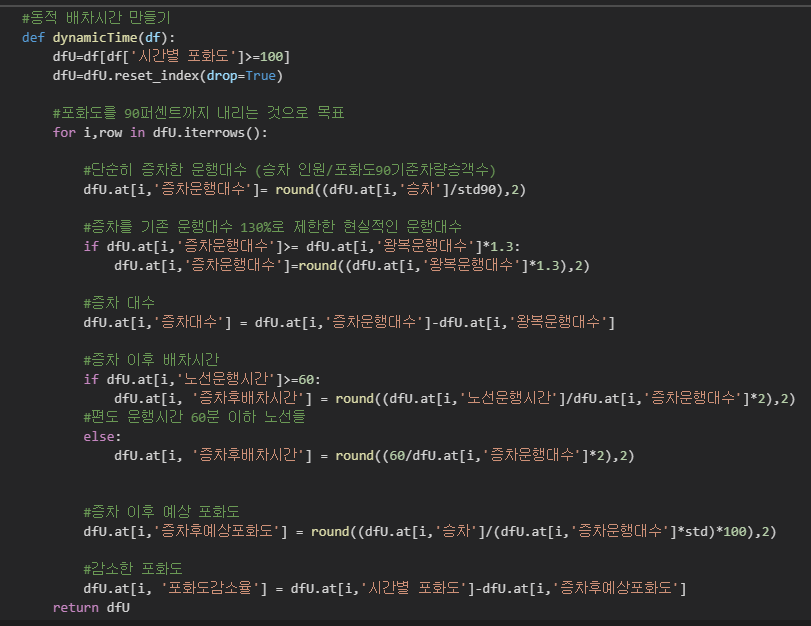 #동적 배차시간 만들기
def dynamicTime(df):
    dfU=df[df['시간별 포화도']>=100]
    dfU=dfU.reset_index(drop=True)
    #포화도를 90퍼센트까지 내리는 것으로 목표
    for i,row in dfU.iterrows():
        #단순히 증차한 운행대수 (승차 인원/포화도90기준차량승객수)
        dfU.at[i,'증차운행대수']= round((dfU.at[i,'승차']/std90),2)
        #증차를 기존 운행대수 130%로 제한한 현실적인 운행대수
        if dfU.at[i,'증차운행대수']>= dfU.at[i,'왕복운행대수']*1.3:
            dfU.at[i,'증차운행대수']=round((dfU.at[i,'왕복운행대수']*1.3),2)
        #증차 대수
        dfU.at[i,'증차대수'] = dfU.at[i,'증차운행대수']-dfU.at[i,'왕복운행대수']
        #증차 이후 배차시간
        if dfU.at[i,'노선운행시간']>=60:
            dfU.at[i, '증차후배차시간'] = round((dfU.at[i,'노선운행시간']/dfU.at[i,'증차운행대수']*2),2)
        #편도 운행시간 60분 이하 노선들
        else:
            dfU.at[i, '증차후배차시간'] = round((60/dfU.at[i,'증차운행대수']*2),2)
        #증차 이후 예상 포화도
        dfU.at[i,'증차후예상포화도'] = round((dfU.at[i,'승차']/(dfU.at[i,'증차운행대수']*std)*100),2)
        #감소한 포화도
        dfU.at[i, '포화도감소율'] = dfU.at[i,'시간별 포화도']-dfU.at[i,'증차후예상포화도']
    return dfU